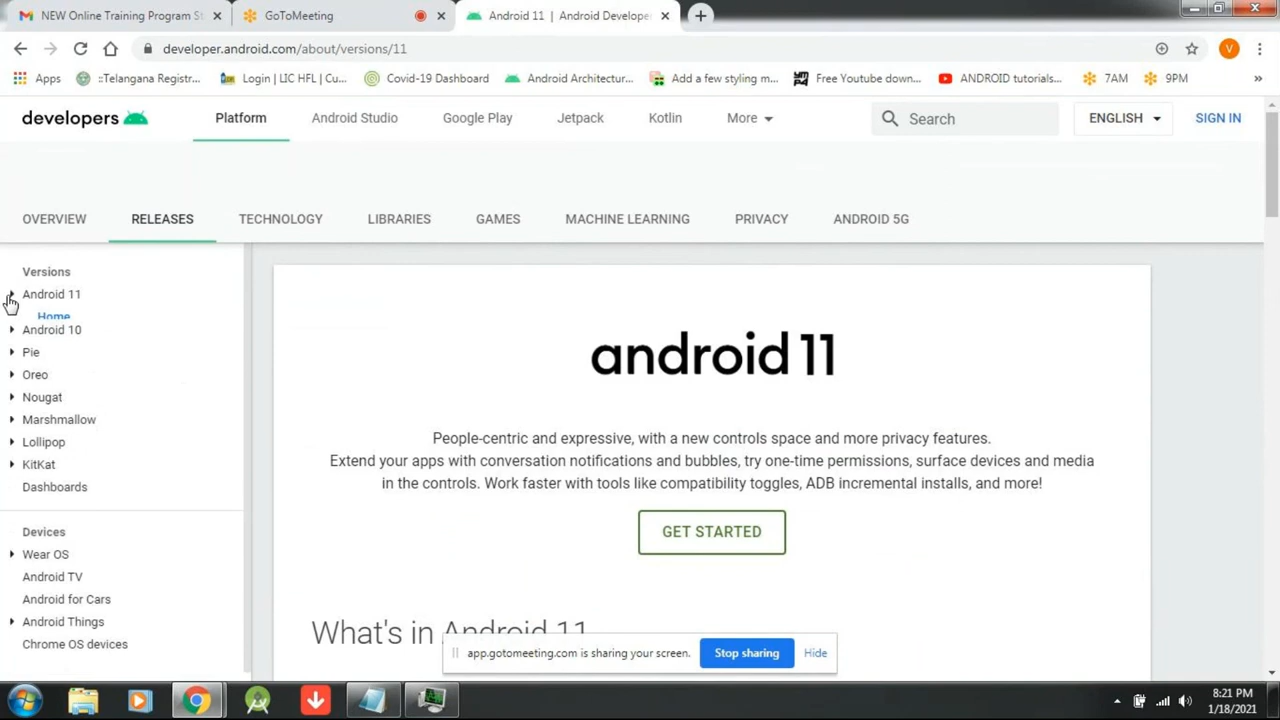 NEW Online Training Program St
GoToMeeting
Android 11 | Android Develope
developer.android.com/about/versions/11
V
Apps
::Telangana Registr...
Login | LIC HFL | Cu...
Covid-19 Dashboard
Android Architectur...
Add a few styling m...
Free Youtube down...
ANDROID tutorials...
7AM
9PM
»
developers
Platform
Android Studio
Google Play
Jetpack
Kotlin
More
Search
ENGLISH
SIGN IN
OVERVIEW
RELEASES
TECHNOLOGY
LIBRARIES
GAMES
MACHINE LEARNING
PRIVACY
ANDROID 5G
Versions
Android 11
Home
Android 10
Pie
Oreo
Nougat
Marshmallow
Lollipop
KitKat
Dashboards
Devices
Wear OS
Android TV
Android for Cars
Android Things
Chrome OS devices
android 11
People-centric and expressive, with a new controls space and more privacy features.
Extend your apps with conversation notifications and bubbles, try one-time permissions, surface devices and media
in the controls. Work faster with tools like compatibility toggles, ADB incremental installs, and more!
GET STARTED
What's in Android 11
app.gotomeeting.com is sharing your screen.
Stop sharing
Hide
8:21 PM
1/18/2021